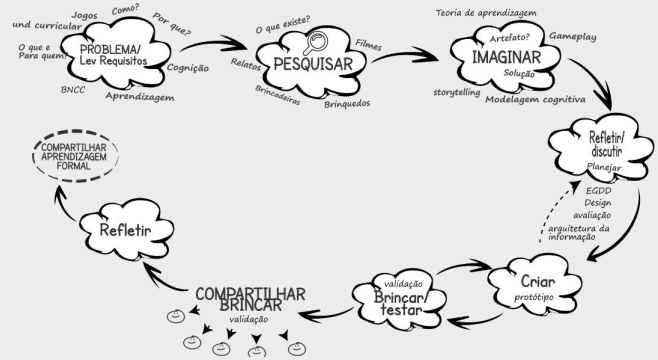 Jogos
Como?
Por que?
und curricular
O que e
Para quem?
PROBLEMA/
Lev Requisitos
Cognição
BNCC
Aprendizagem
O que existe?
Filmes
Relatos
PESQUISAR
Brincadeiras
Brinquedos
Teoria de aprendizagem
Artefato?
Gameplay
IMAGINAR
Solução
storytelling
Modelagem cognitiva
Refletir/
discutir
Planejar
EGDD
Design
avaliação
arguitetura da
informação
Criar
protótipo
validação
Brincar/
testar
COMPARTILHAR
BRINCAR
validação
Refletir
COMPARTILHAR
APRENDIZAGEM
FORMAL